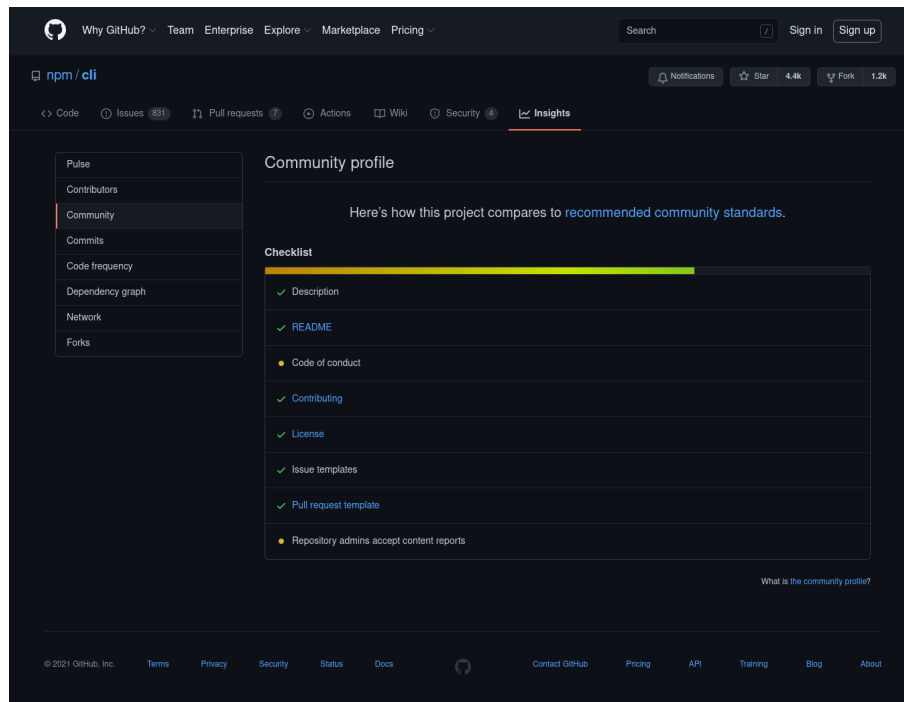 Why GitHub? Team Enterprise Explore Marketplace Pricing Search / Sign in Sign up
npm / cli Notifications Star 4.4k Fork 1.2k
<> Code Issues 831 Pull requests 7 Actions Wiki Security 4 Insights
Pulse
Contributors
Community
Commits
Code frequency
Dependency graph
Network
Forks
Community profile
Here's how this project compares to recommended community standards.
Checklist
Description
README
Code of conduct
Contributing
License
Issue templates
Pull request template
Repository admins accept content reports
What is the community profile?
© 2021 GitHub, Inc. Terms Privacy Security Status Docs Contact GitHub Pricing API Training Blog About